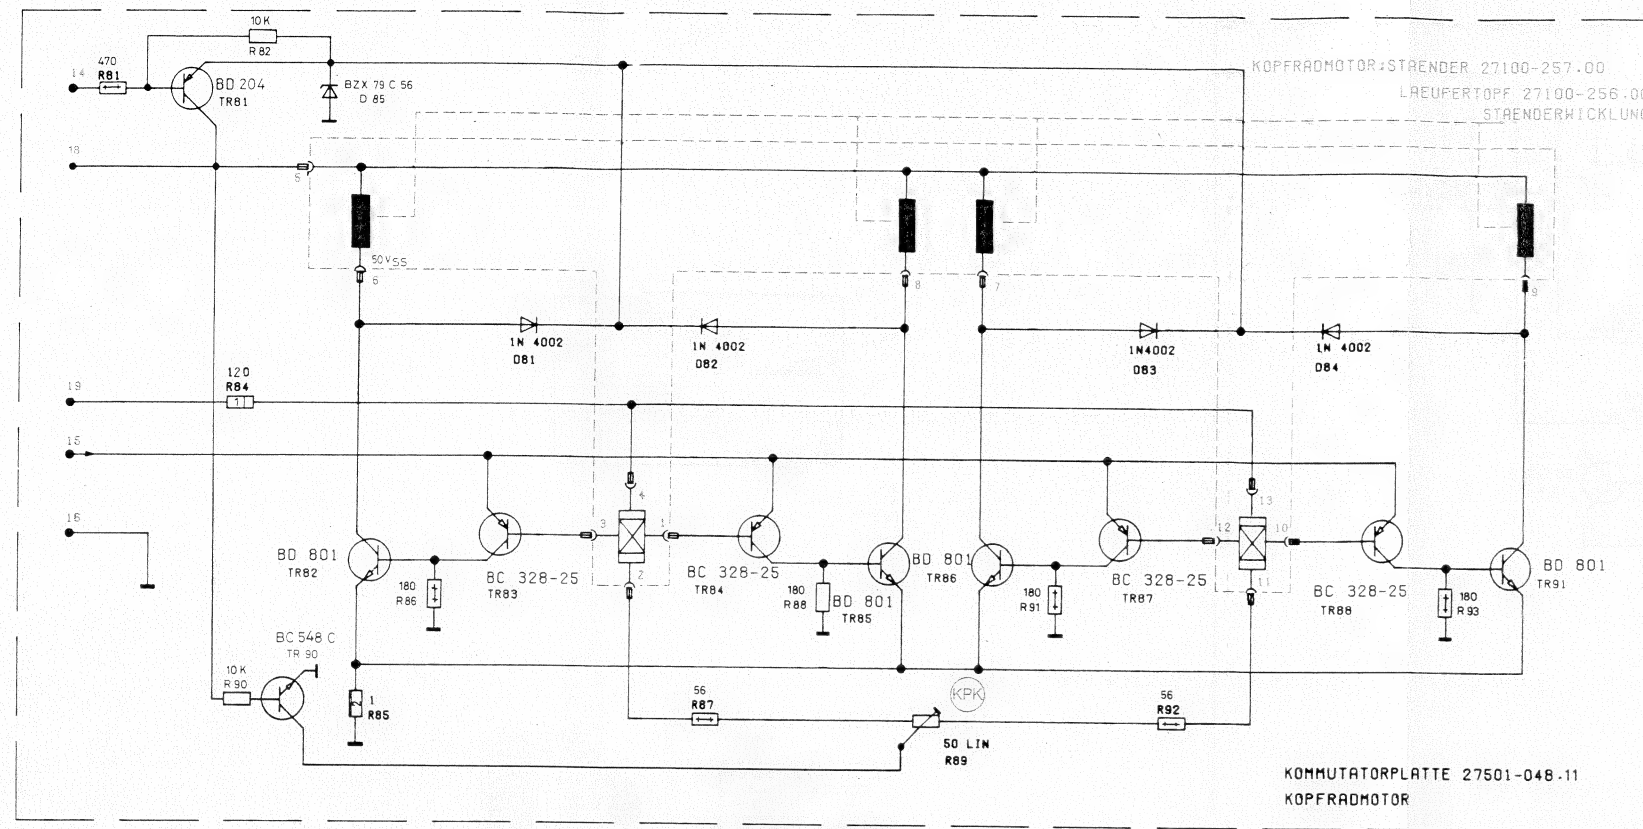 10 K
R 82
470
R81
14
BD 204
TR81
BZX 79 C 56
D 85
KOPFRADMOTOR:STAENDER 27100-257.00
LAEUFERTOPF 27100-256.00
STAENDERWICKLUNG
18
5
50VSS
6
8
7
9
1N 4002
D81
1N 4002
D82
1N4002
D83
1N 4002
D84
19
120
R84
1
15
16
4
3
1
2
13
12
10
11
BD 801
TR82
180
R86
BC 328-25
TR83
BC 328-25
TR84
180
R88
BD 801
TR85
BD 801
TR86
180
R91
BC 328-25
TR87
BC 328-25
TR88
180
R93
BD 801
TR91
BC 548 C
TR 90
10K
R 90
2
1
R85
56
R87
KPK
50 LIN
R89
56
R92
KOMMUTATORPLATTE 27501-048.11
KOPFRADMOTOR